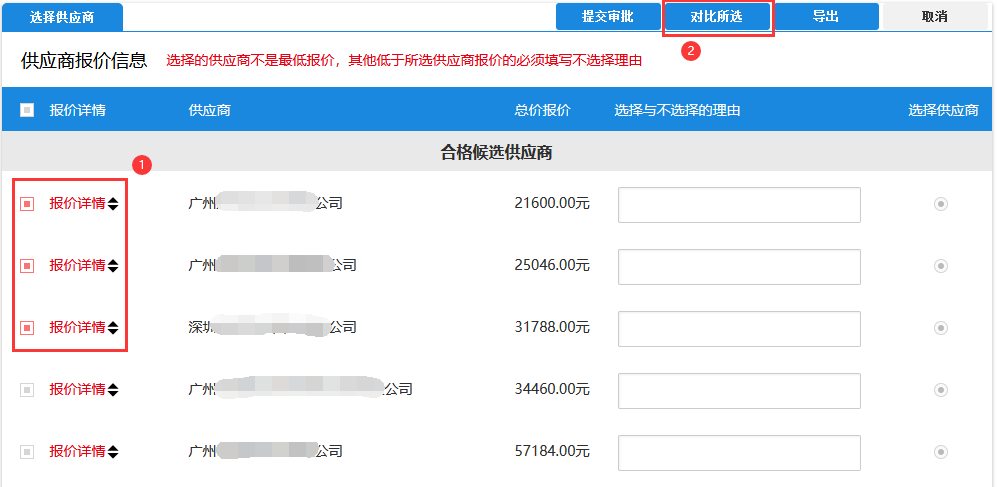 选择供应商 提交审批 对比所选 导出 取消
2
供应商报价信息 选择的供应商不是最低报价，其他低于所选供应商报价的必须填写不选择理由
报价详情 供应商 总价报价 选择与不选择的理由 选择供应商
合格候选供应商
1
报价详情 广州 公司 21600.00元
报价详情 广州 公司 25046.00元
报价详情 深圳 公司 31788.00元
报价详情 广州 公司 34460.00元
报价详情 广州 公司 57184.00元